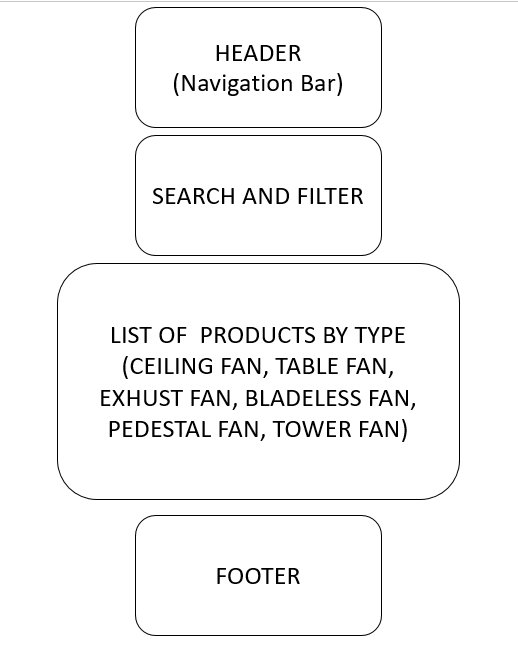 HEADER
(Navigation Bar)
SEARCH AND FILTER
LIST OF  PRODUCTS BY TYPE
(CEILING FAN, TABLE FAN,
EXHUST FAN, BLADELESS FAN,
PEDESTAL FAN, TOWER FAN)
FOOTER